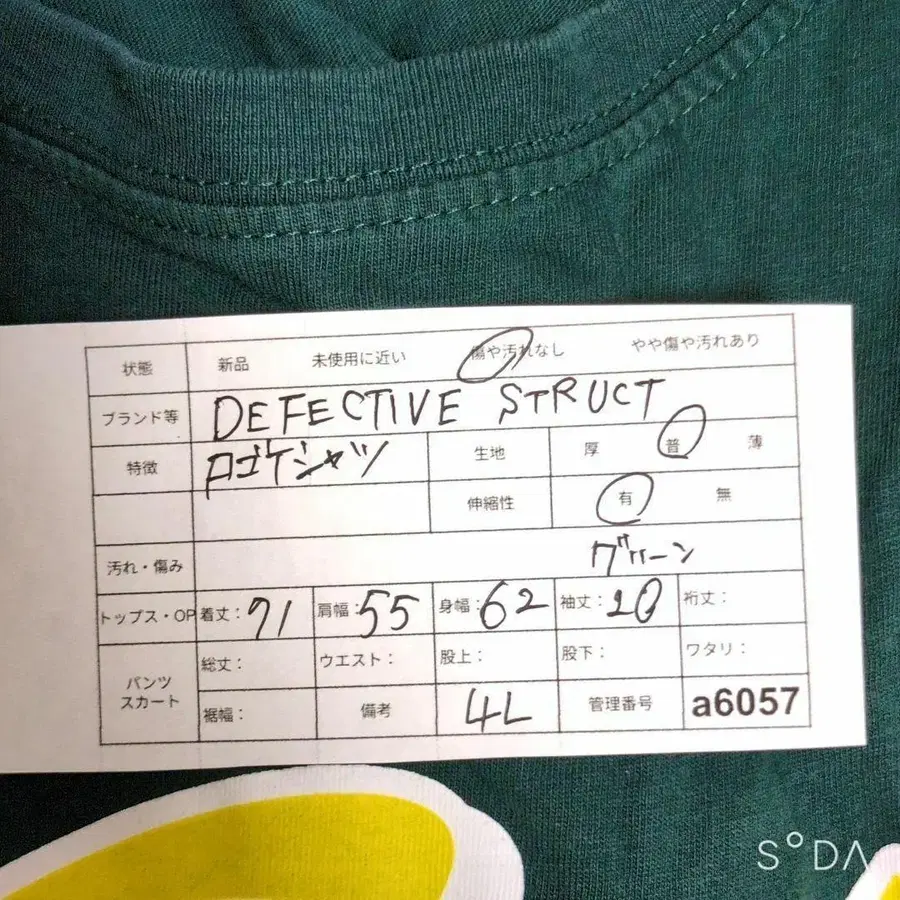 状態 新品 未使用に近い 傷や汚れなし やや傷や汚れあり
ブランド等 DEFECTIVE STRUCT
特徴 ロゴTシャツ 生地 厚 普 薄
伸縮性 有 無
汚れ・傷み グリーン
トップス・OP 着丈：71 肩幅：55 身幅：62 袖丈：20 裄丈：
パンツ スカート 総丈： ウエスト： 股上： 股下： ワタリ：
裾幅： 備考 4L 管理番号 a6057
SODA